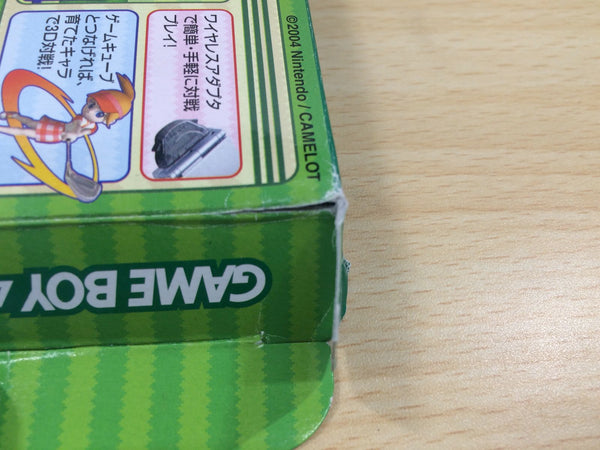 ゲームキューブ
とつなげれば、
育てたキャラ
で3D対戦!
ワイヤレスアダプタ
で簡単・手軽に対戦
プレイ!
©2004 Nintendo / CAMELOT
GAME BOY